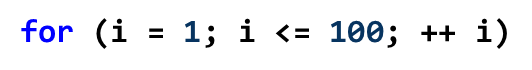 for (i = 1; i <= 100; ++ i)